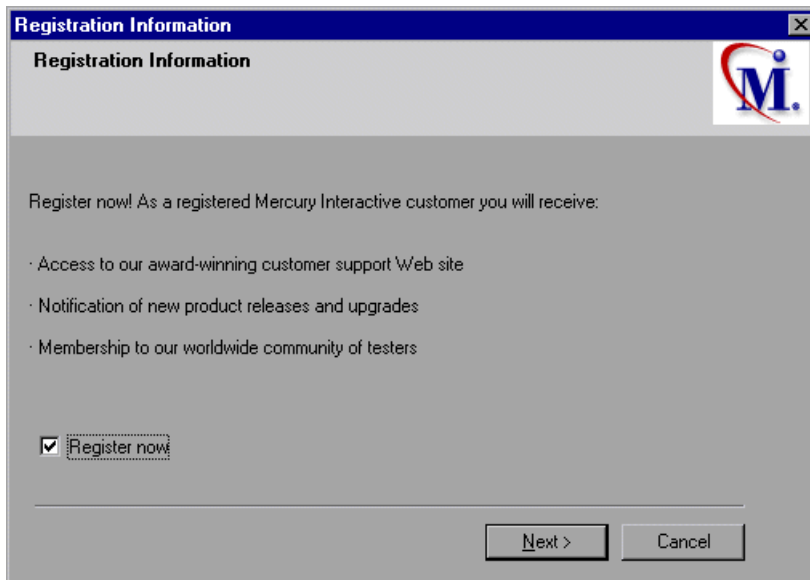 Registration Information
Registration Information
M.
Register now! As a registered Mercury Interactive customer you will receive:
· Access to our award-winning customer support Web site
· Notification of new product releases and upgrades
· Membership to our worldwide community of testers
Register now
Next >
Cancel